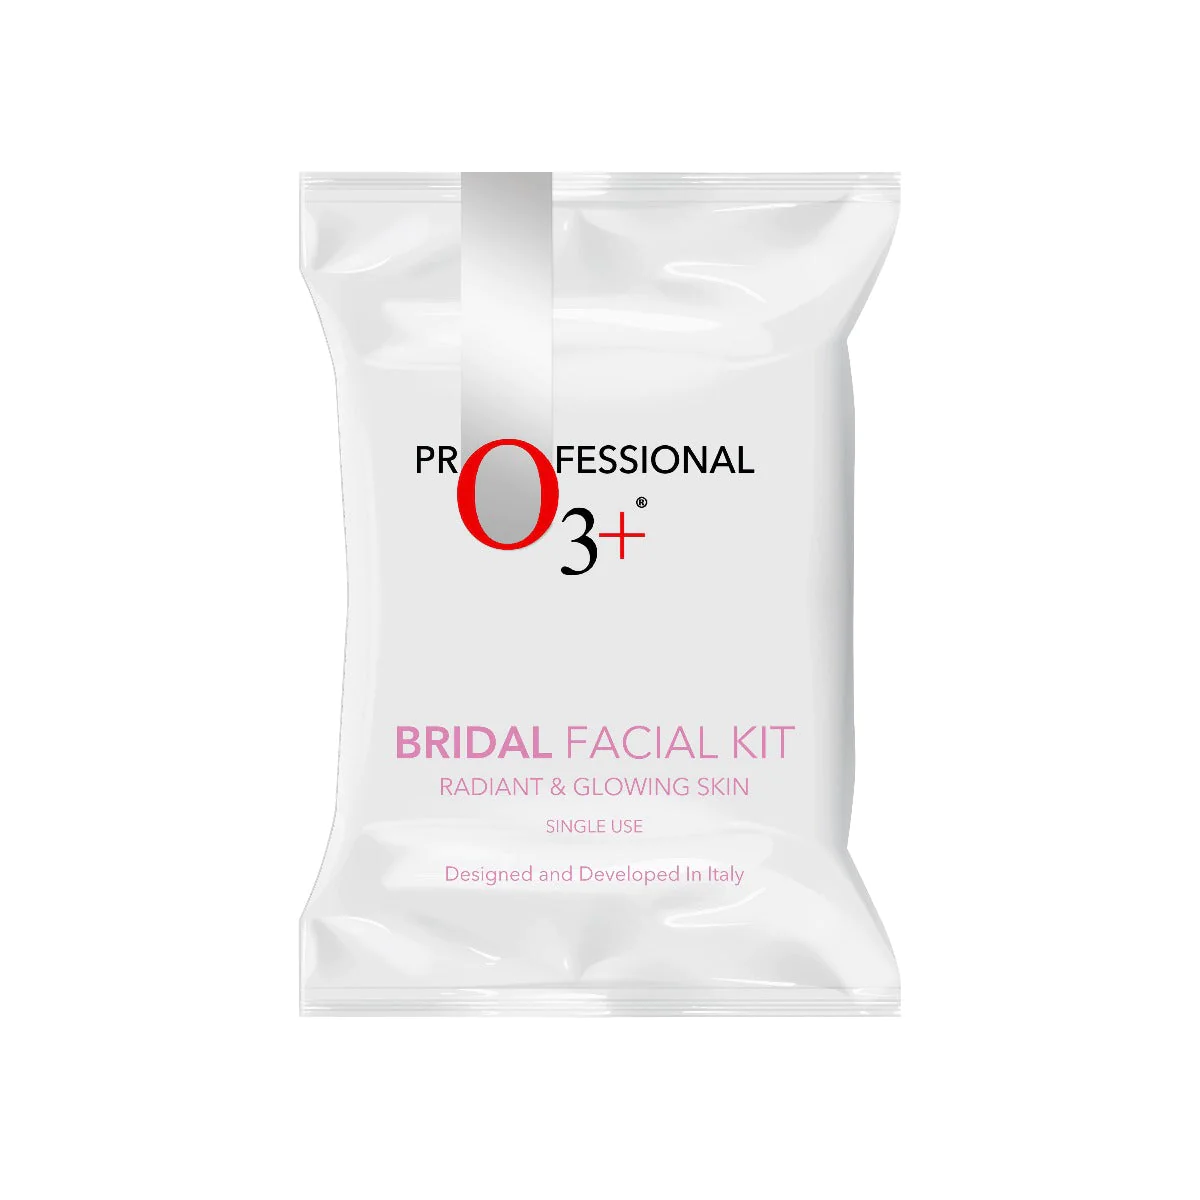 PROFESSIONAL
O3+®
BRIDAL FACIAL KIT
RADIANT & GLOWING SKIN
SINGLE USE
Designed and Developed In Italy